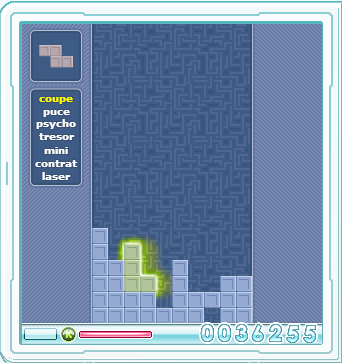 coupe
puce
psycho
tresor
mini
contrat
laser
0036255